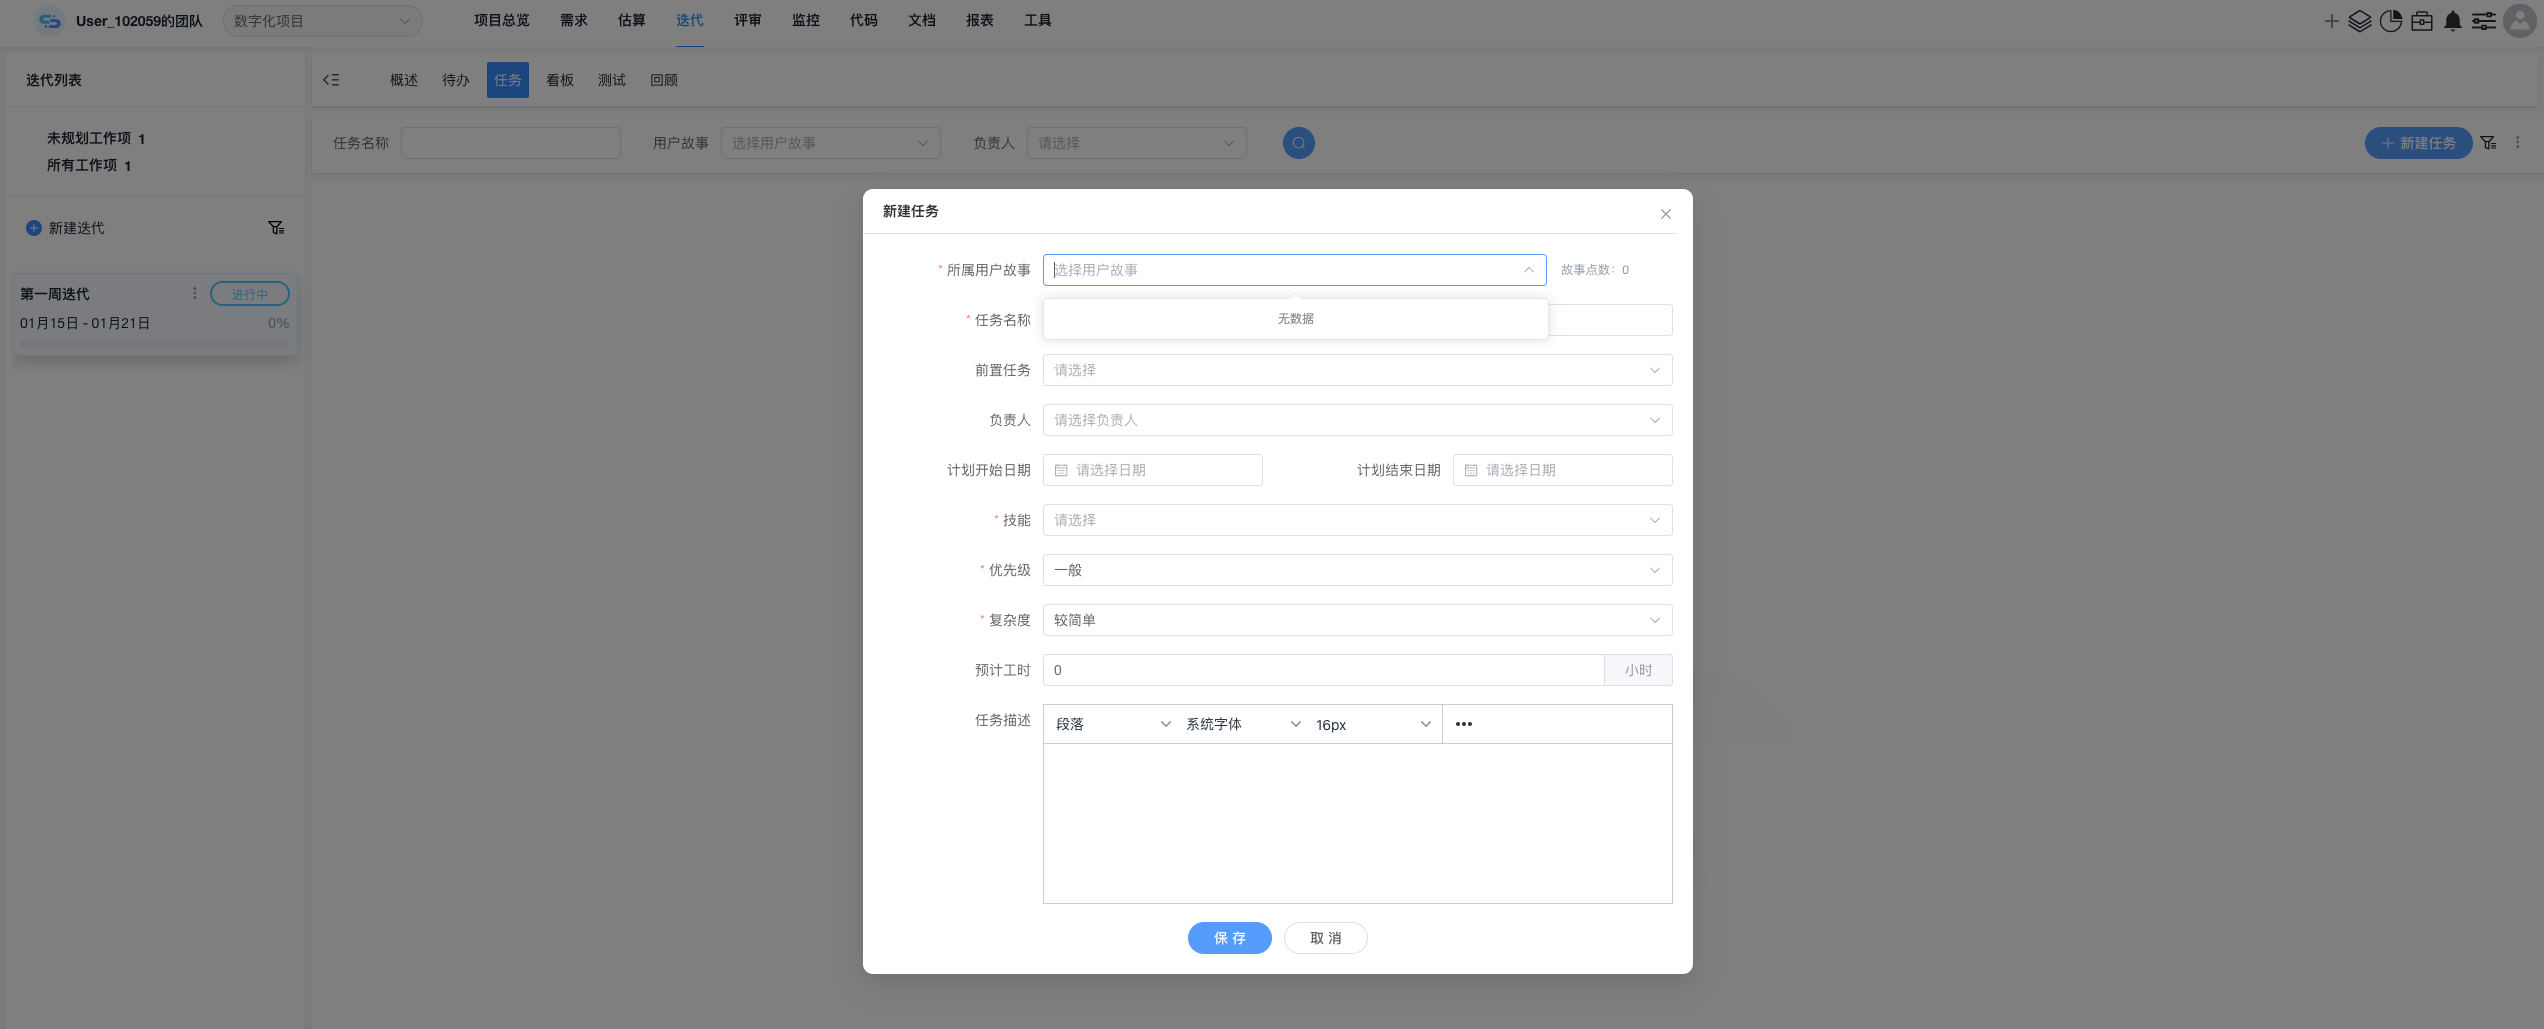 User_102059的团队 数字化项目 项目总览 需求 估算 迭代 评审 监控 代码 文档 报表 工具
迭代列表 概述 待办 任务 看板 测试 回顾
未规划工作项 1
所有工作项 1
任务名称 用户故事 选择用户故事 负责人 请选择 新建任务
新建迭代
第一周迭代 进行中
01月15日 - 01月21日 0%
新建任务
* 所属用户故事 选择用户故事 故事点数：0
* 任务名称
无数据
前置任务 请选择
负责人 请选择负责人
计划开始日期 请选择日期 计划结束日期 请选择日期
* 技能 请选择
* 优先级 一般
* 复杂度 较简单
预计工时 0 小时
任务描述 段落 系统字体 16px
保 存 取 消